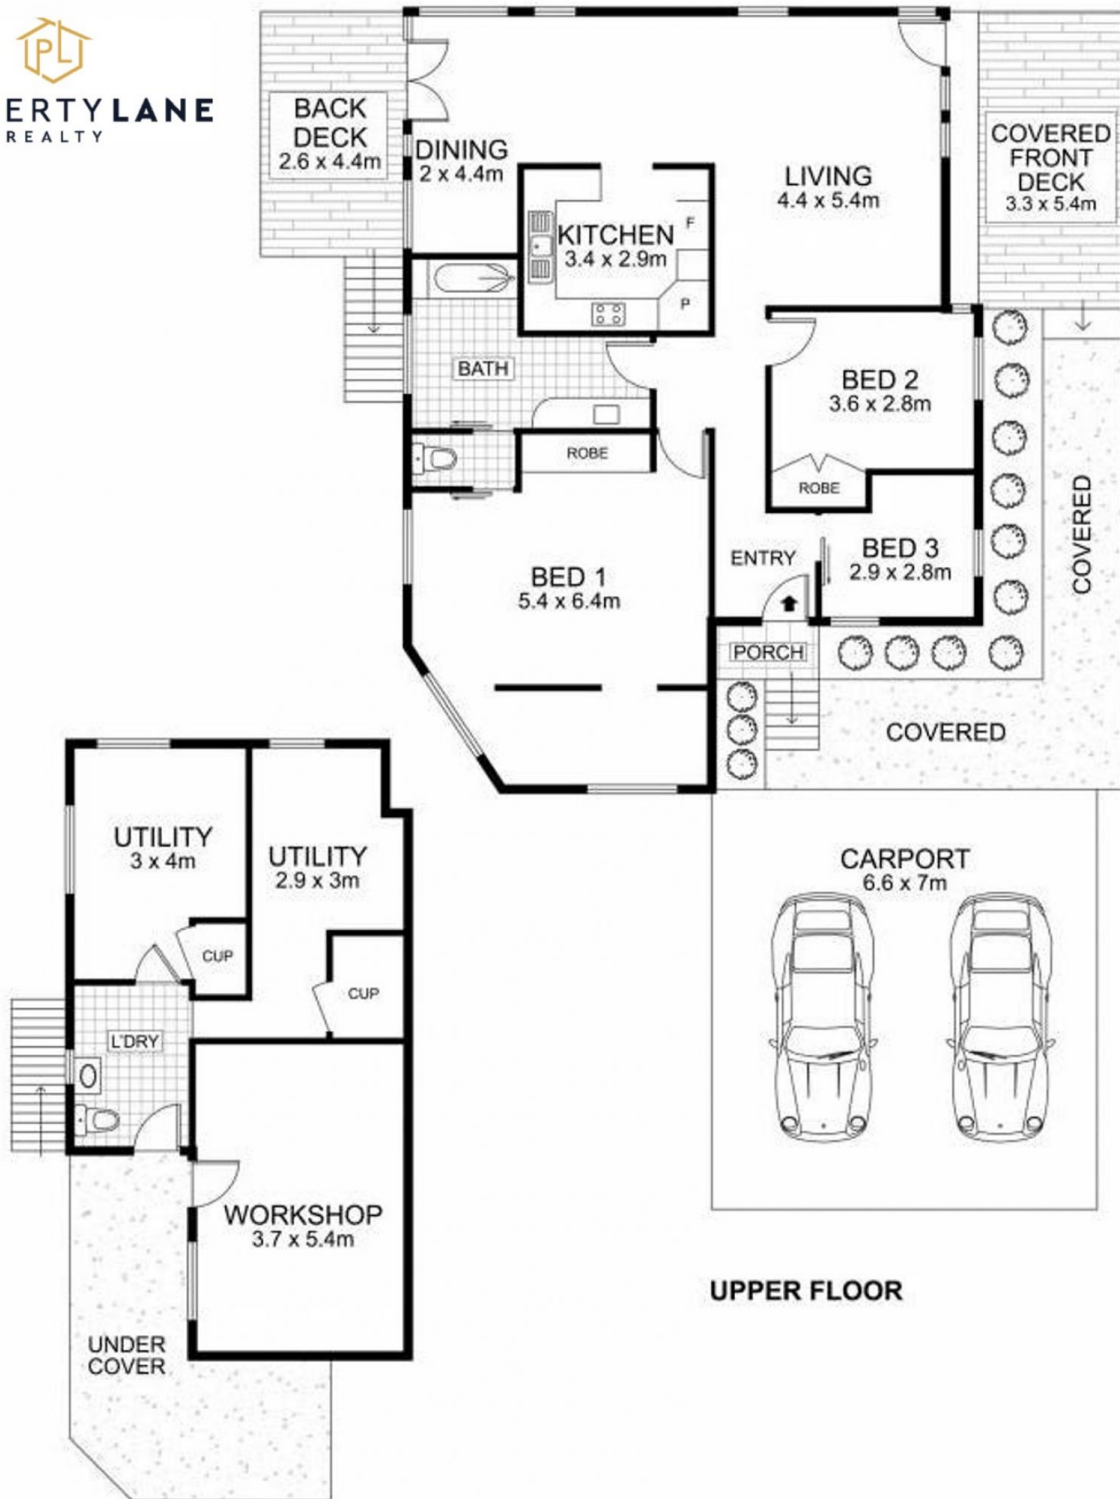 PL
ERTY LANE
REALTY
BACK
DECK
2.6 x 4.4m
DINING
2 x 4.4m
KITCHEN
3.4 x 2.9m
F
P
LIVING
4.4 x 5.4m
COVERED
FRONT
DECK
3.3 x 5.4m
BATH
BED 2
3.6 x 2.8m
ROBE
ROBE
COVERED
ENTRY
BED 3
2.9 x 2.8m
BED 1
5.4 x 6.4m
PORCH
COVERED
UTILITY
3 x 4m
UTILITY
2.9 x 3m
CUP
CUP
L'DRY
CARPORT
6.6 x 7m
WORKSHOP
3.7 x 5.4m
UPPER FLOOR
UNDER
COVER